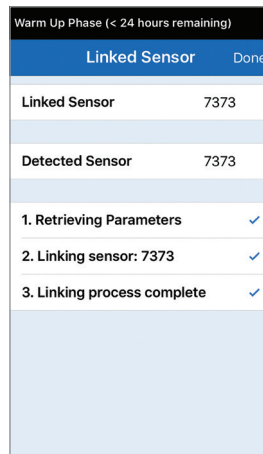 Warm Up Phase (< 24 hours remaining)
Linked Sensor Done
Linked Sensor 7373
Detected Sensor 7373
1. Retrieving Parameters ✓
2. Linking sensor: 7373 ✓
3. Linking process complete ✓